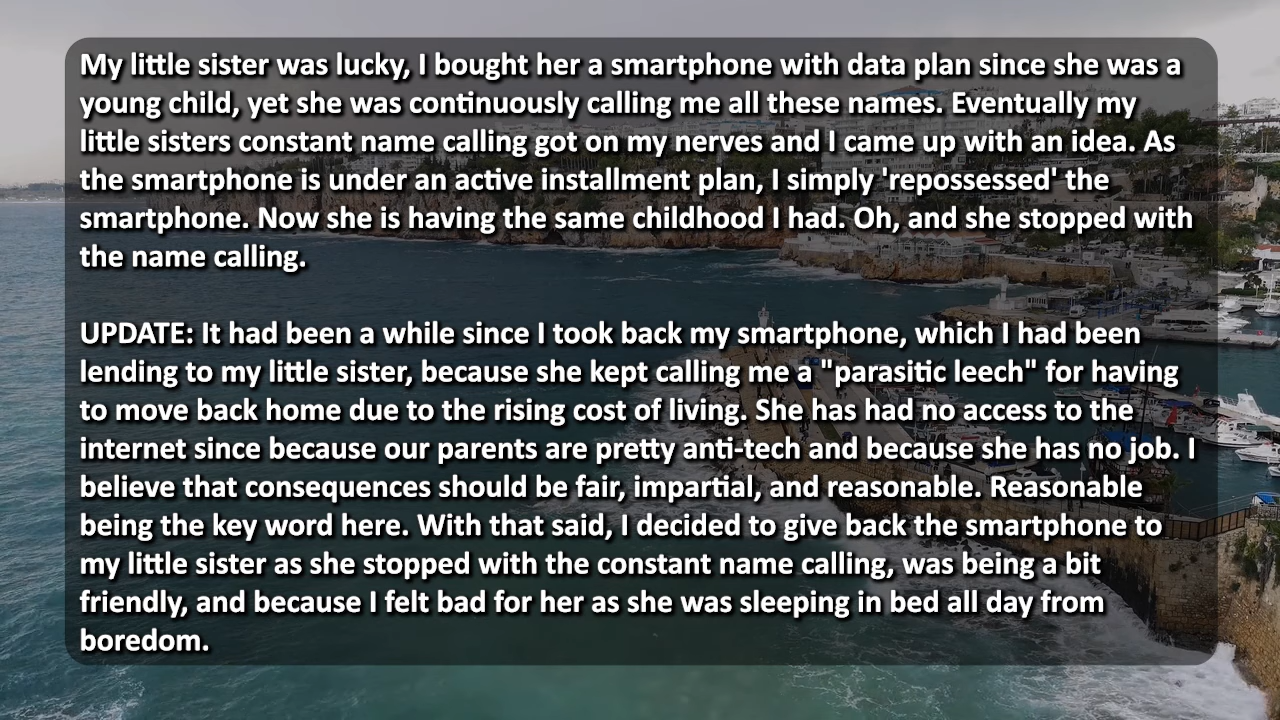 My little sister was lucky, I bought her a smartphone with data plan since she was a
young child, yet she was continuously calling me all these names. Eventually my
little sisters constant name calling got on my nerves and I came up with an idea. As
the smartphone is under an active installment plan, I simply 'repossessed' the
smartphone. Now she is having the same childhood I had. Oh, and she stopped with
the name calling.
UPDATE: It had been a while since I took back my smartphone, which I had been
lending to my little sister, because she kept calling me a "parasitic leech" for having
to move back home due to the rising cost of living. She has had no access to the
internet since because our parents are pretty anti-tech and because she has no job. I
believe that consequences should be fair, impartial, and reasonable. Reasonable
being the key word here. With that said, I decided to give back the smartphone to
my little sister as she stopped with the constant name calling, was being a bit
friendly, and because I felt bad for her as she was sleeping in bed all day from
boredom.